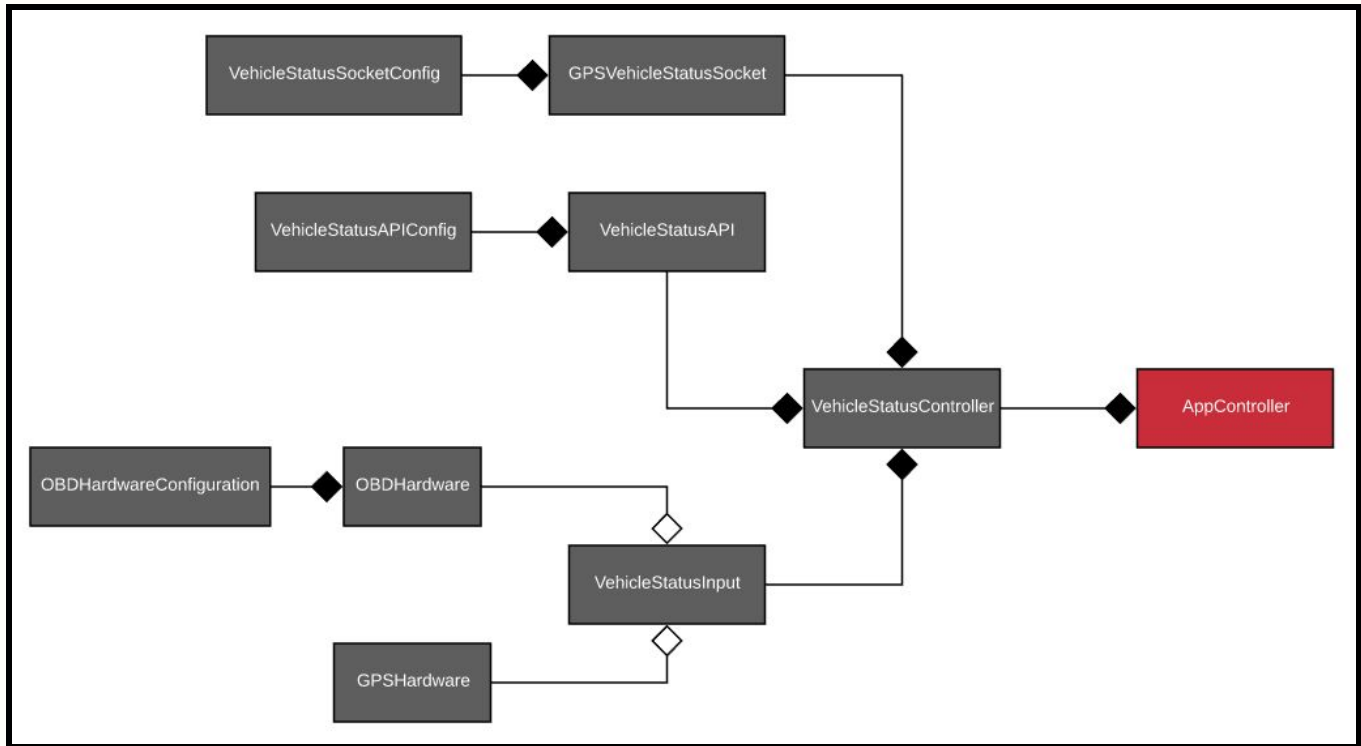 VehicleStatusSocketConfig
GPSVehicleStatusSocket
VehicleStatusAPIConfig
VehicleStatusAPI
VehicleStatusController
AppController
OBDHardwareConfiguration
OBDHardware
VehicleStatusInput
GPSHardware